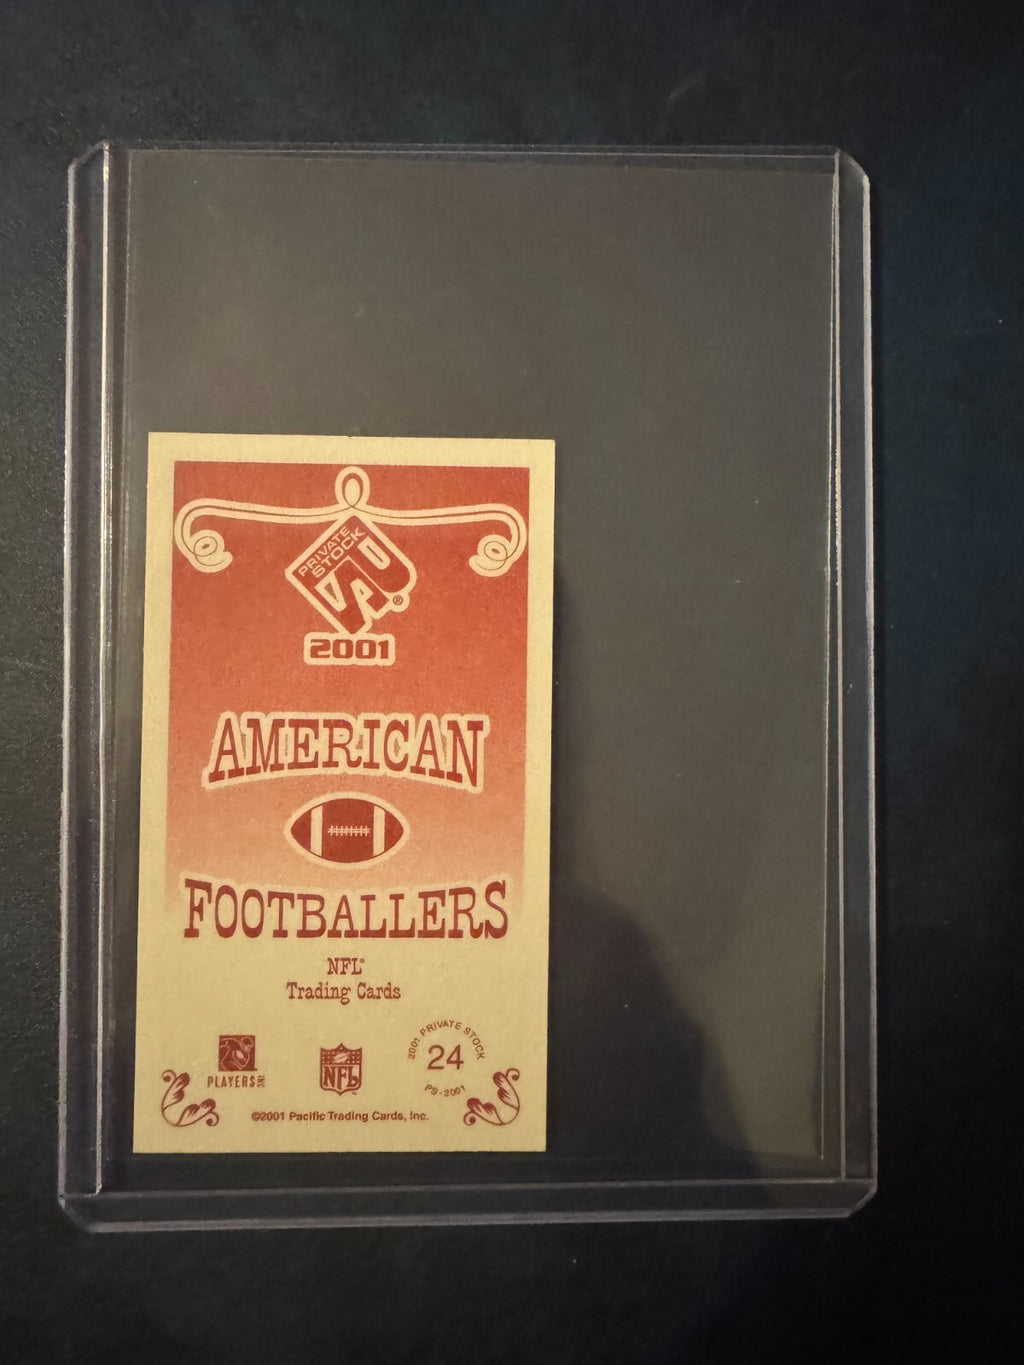 PRIVATE
STOCK
®
2001
AMERICAN
FOOTBALLERS
NFL®
Trading Cards
2001 PRIVATE STOCK
24
PS-2001
PLAYERS INC
NFL
©2001 Pacific Trading Cards, Inc.